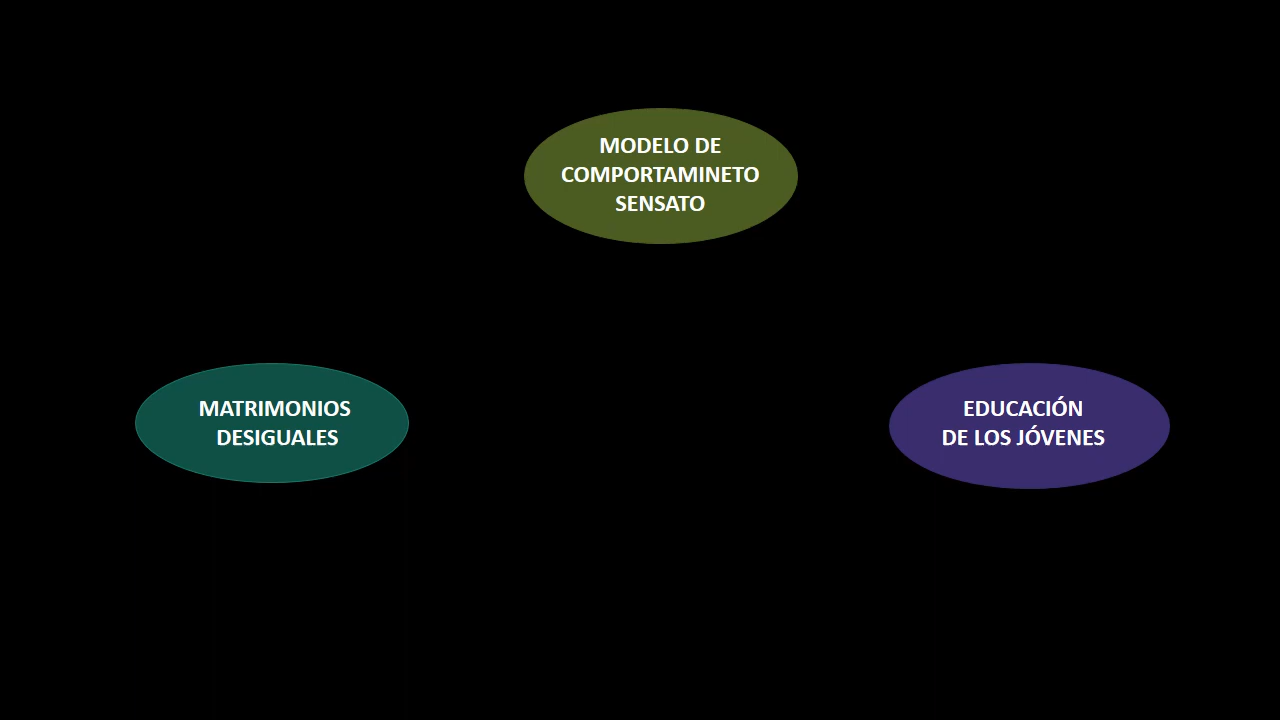 MODELO DE
COMPORTAMINETO
SENSATO
MATRIMONIOS
DESIGUALES
EDUCACIÓN
DE LOS JÓVENES